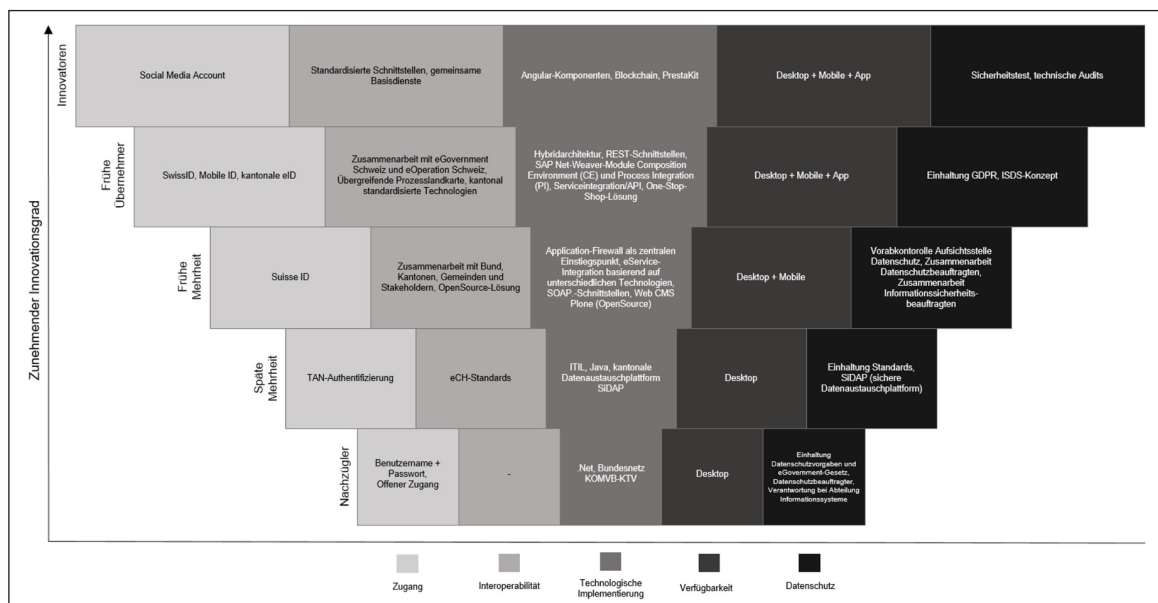 Zunehmender Innovationsgrad
Innovatoren
Social Media Account
Standardisierte Schnittstellen, gemeinsame
Basisdienste
Angular-Komponenten, Blockchain, PrestaKit
Desktop + Mobile + App
Sicherheitstest, technische Audits
Frühe
Übernehmer
SwissID, Mobile ID, kantonale eID
Zusammenarbeit mit eGovernment
Schweiz und eOperation Schweiz,
Übergreifende Prozesslandkarte, kantonal
standardisierte Technologien
Hybridarchitektur, REST-Schnittstellen,
SAP Net-Weaver-Module Composition
Environment (CE) und Process Integration
(PI), Serviceintegration/API, One-Stop-
Shop-Lösung
Desktop + Mobile + App
Einhaltung GDPR, ISDS-Konzept
Frühe
Mehrheit
Suisse ID
Zusammenarbeit mit Bund,
Kantonen, Gemeinden und
Stakeholdern, OpenSource-Lösung
Application-Firewall als zentralen
Einstiegspunkt, eService-
Integration basierend auf
unterschiedlichen Technologien,
SOAP.-Schnittstellen, Web CMS
Plone (OpenSource)
Desktop + Mobile
Vorabkontorolle Aufsichtsstelle
Datenschutz, Zusammenarbeit
Datenschutzbeauftragten,
Zusammenarbeit
Informationssicherheits-
beauftragten
Späte
Mehrheit
TAN-Authentifizierung
eCH-Standards
ITIL, Java, kantonale
Datenaustauschplattform
SiDAP
Desktop
Einhaltung Standards,
SiDAP (sichere
Datenaustauschplattform)
Nachzügler
Benutzername +
Passwort,
Offener Zugang
-
.Net, Bundesnetz
KOMVB-KTV
Desktop
Einhaltung
Datenschutzvorgaben und
eGovernment-Gesetz,
Datenschutzbeauftragter,
Verantwortung bei Abteilung
Informationssysteme
Zugang
Interoperabilität
Technologische
Implementierung
Verfügbarkeit
Datenschutz